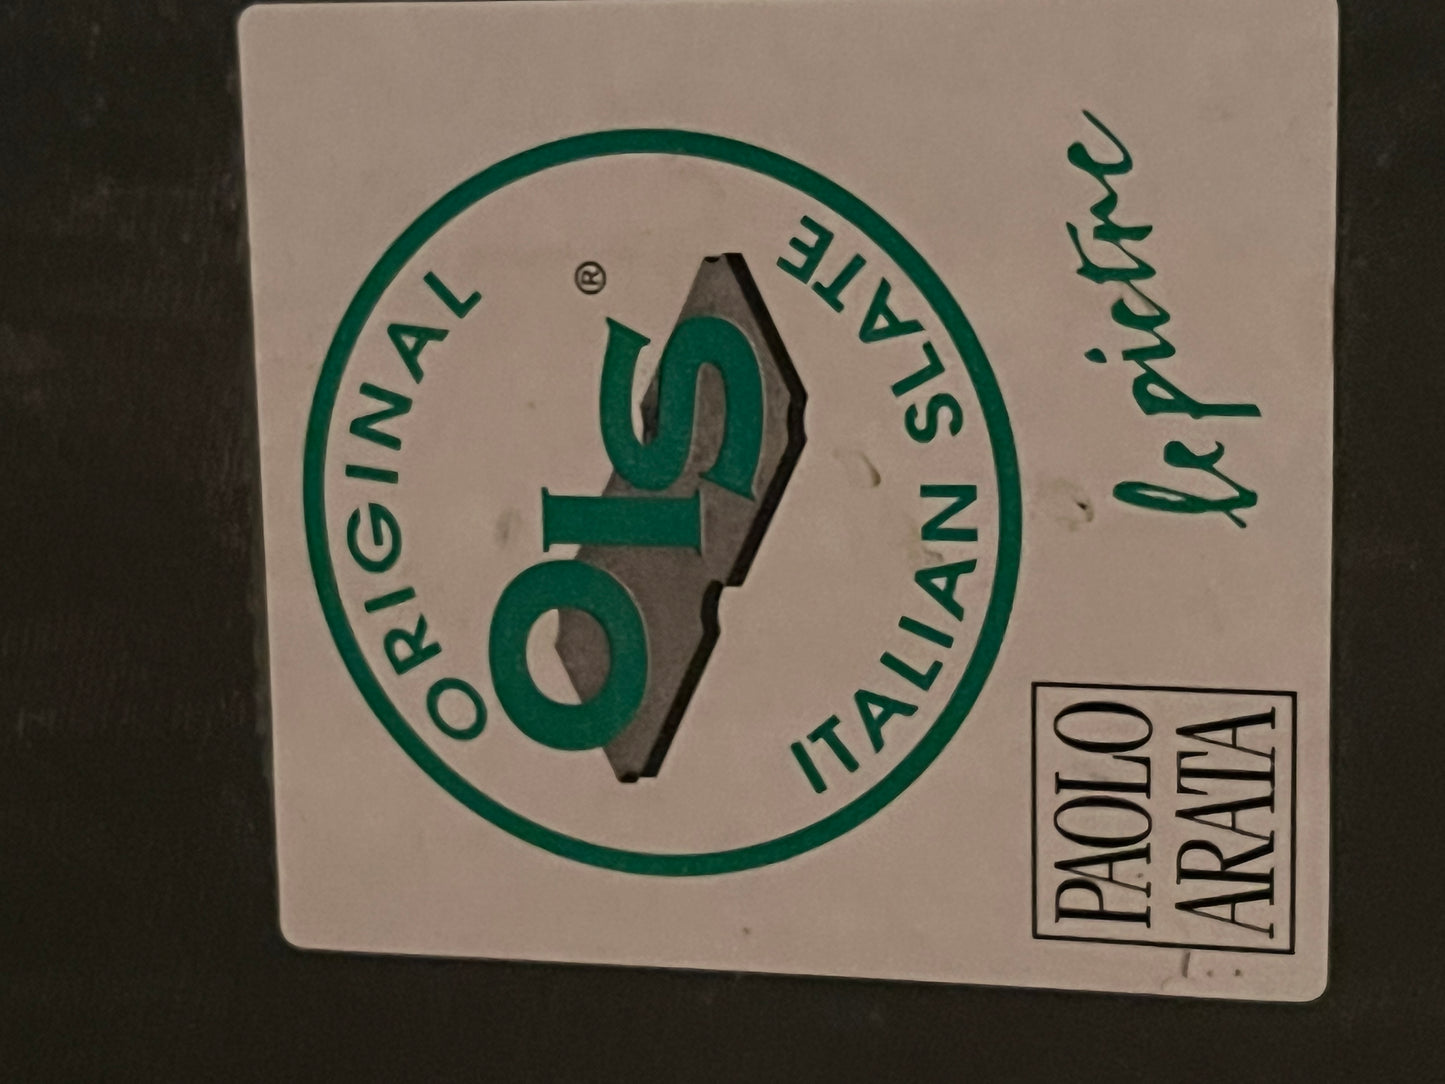 ORIGINAL
OIS®
ITALIAN SLATE
PAOLO
ARATA
le pietre